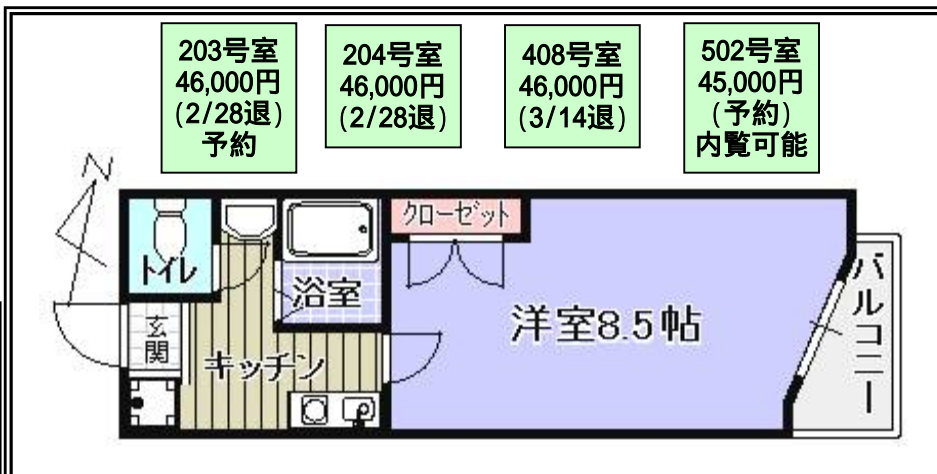 203号室
46,000円
(2/28退)
予約
204号室
46,000円
(2/28退)
408号室
46,000円
(3/14退)
502号室
45,000円
(予約)
内覧可能
N
トイレ
浴室
クローゼット
洋室8.5帖
バルコニー
玄関
キッチン